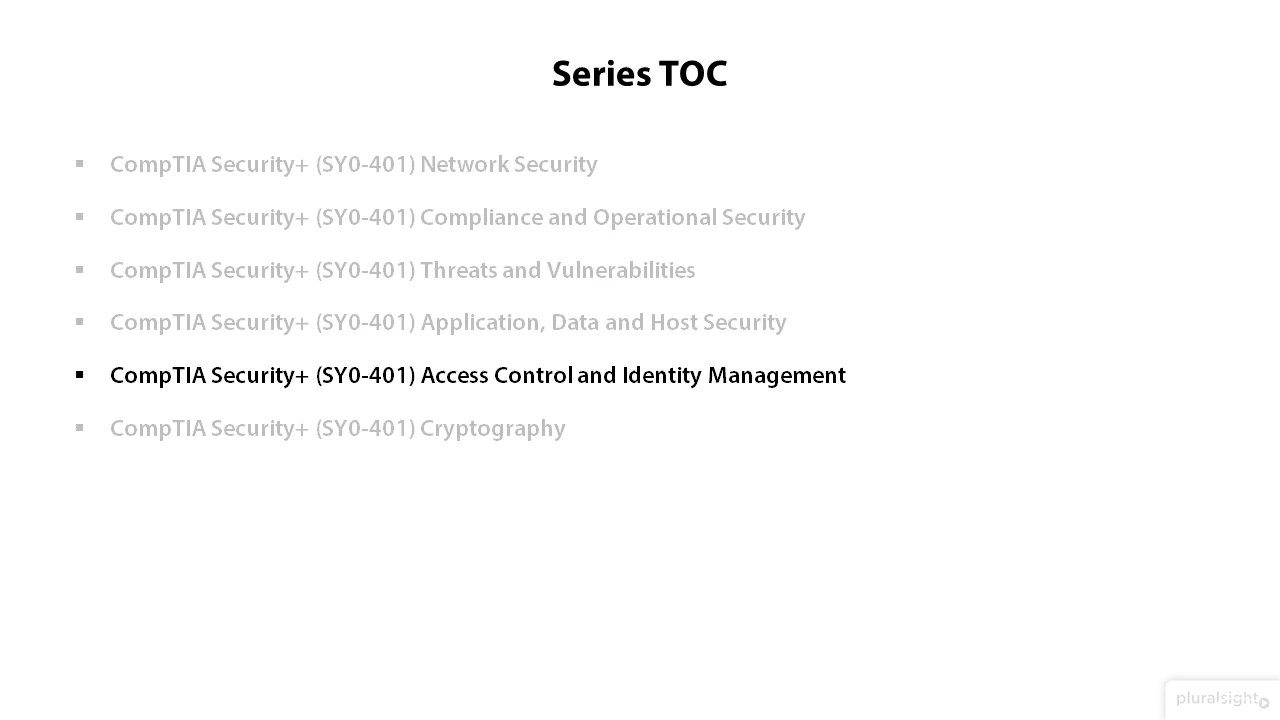 Series TOC
▪ CompTIA Security+ (SY0-401) Network Security
▪ CompTIA Security+ (SY0-401) Compliance and Operational Security
▪ CompTIA Security+ (SY0-401) Threats and Vulnerabilities
▪ CompTIA Security+ (SY0-401) Application, Data and Host Security
▪ CompTIA Security+ (SY0-401) Access Control and Identity Management
▪ CompTIA Security+ (SY0-401) Cryptography
pluralsight